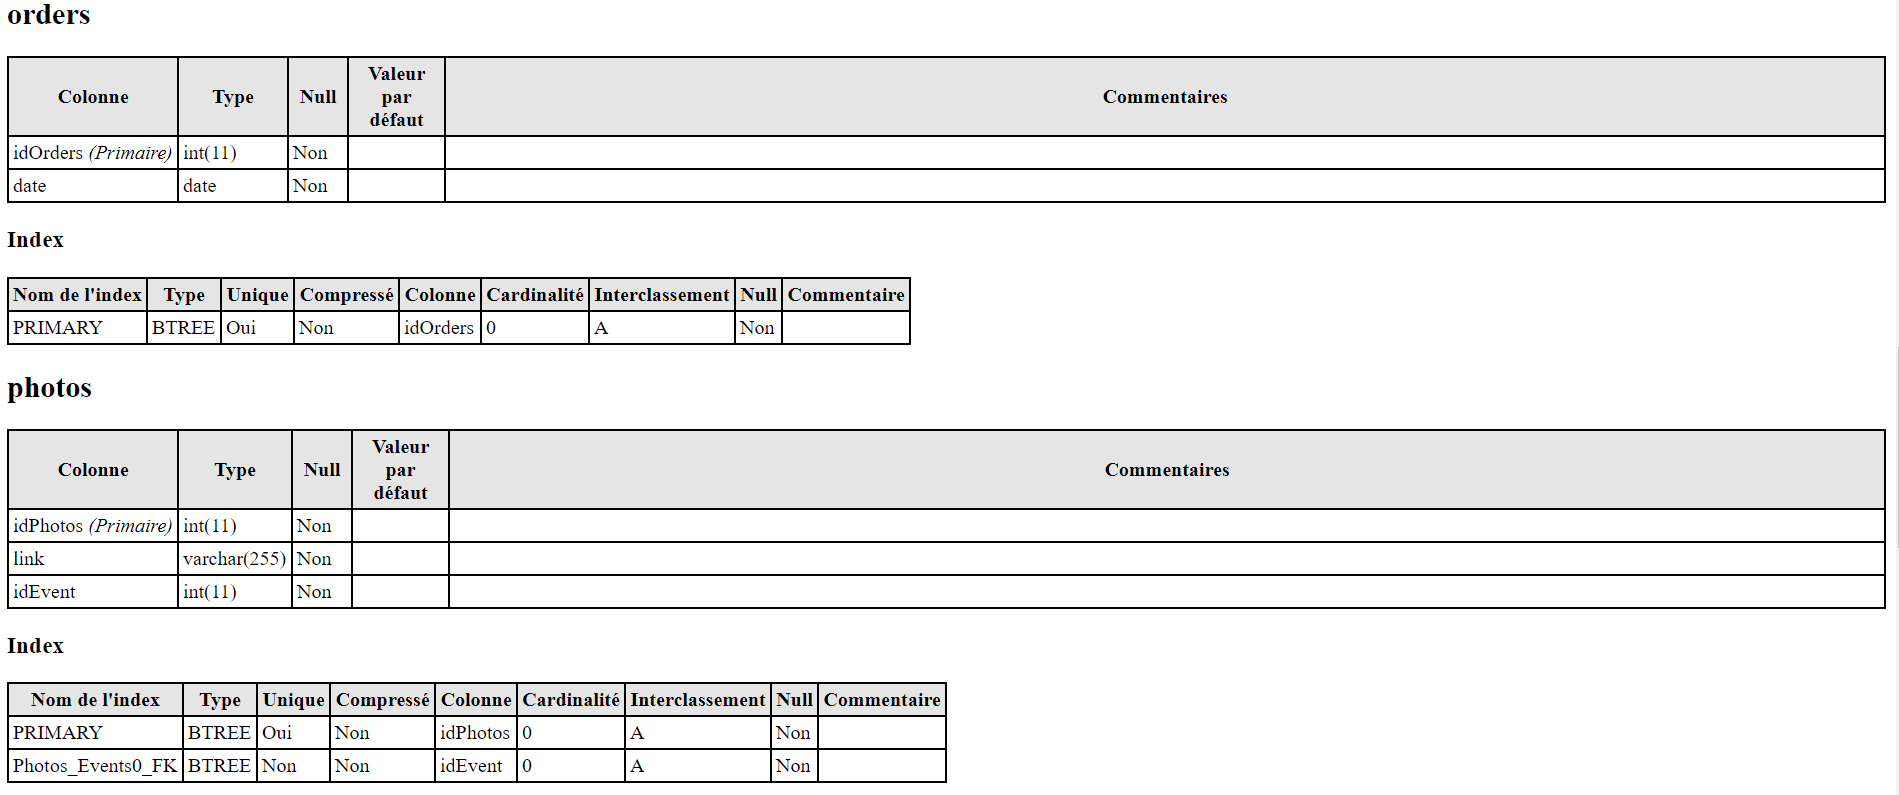 orders
Colonne Type Null Valeur par défaut Commentaires
idOrders (Primaire) int(11) Non
date date Non
Index
Nom de l'index Type Unique Compressé Colonne Cardinalité Interclassement Null Commentaire
PRIMARY BTREE Oui Non idOrders 0 A Non
photos
Colonne Type Null Valeur par défaut Commentaires
idPhotos (Primaire) int(11) Non
link varchar(255) Non
idEvent int(11) Non
Index
Nom de l'index Type Unique Compressé Colonne Cardinalité Interclassement Null Commentaire
PRIMARY BTREE Oui Non idPhotos 0 A Non
Photos_Events0_FK BTREE Non Non idEvent 0 A Non